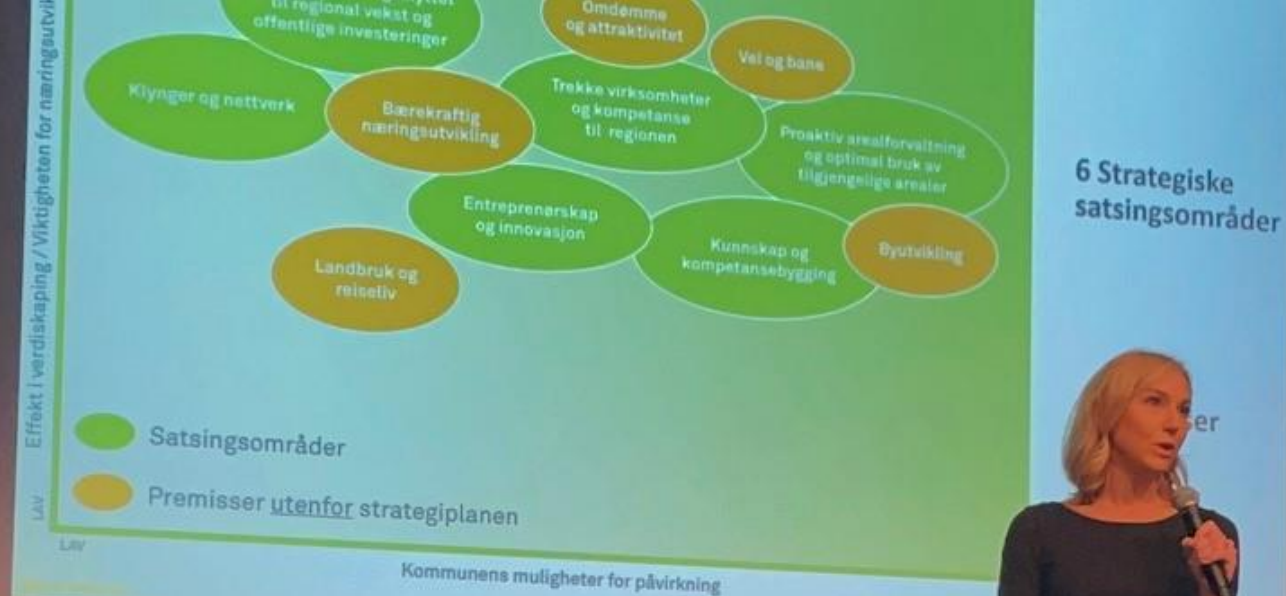 til regional vekst og
offentlige investeringer
Omdømme
og attraktivitet
Vei og bane
Klynger og nettverk
Bærekraftig
næringsutvikling
Trekke virksomheter
og kompetanse
til regionen
Proaktiv arealforvaltning
og optimal bruk av
tilgjengelige arealer
Entreprenørskap
og innovasjon
Kunnskap og
kompetansebygging
Byutvikling
Landbruk og
reiseliv
6 Strategiske
satsingsområder
Satsingsområder
Premisser utenfor strategiplanen
Effekt i verdiskaping / Viktigheten for
LAV
LAV
Kommunens muligheter for påvirkning